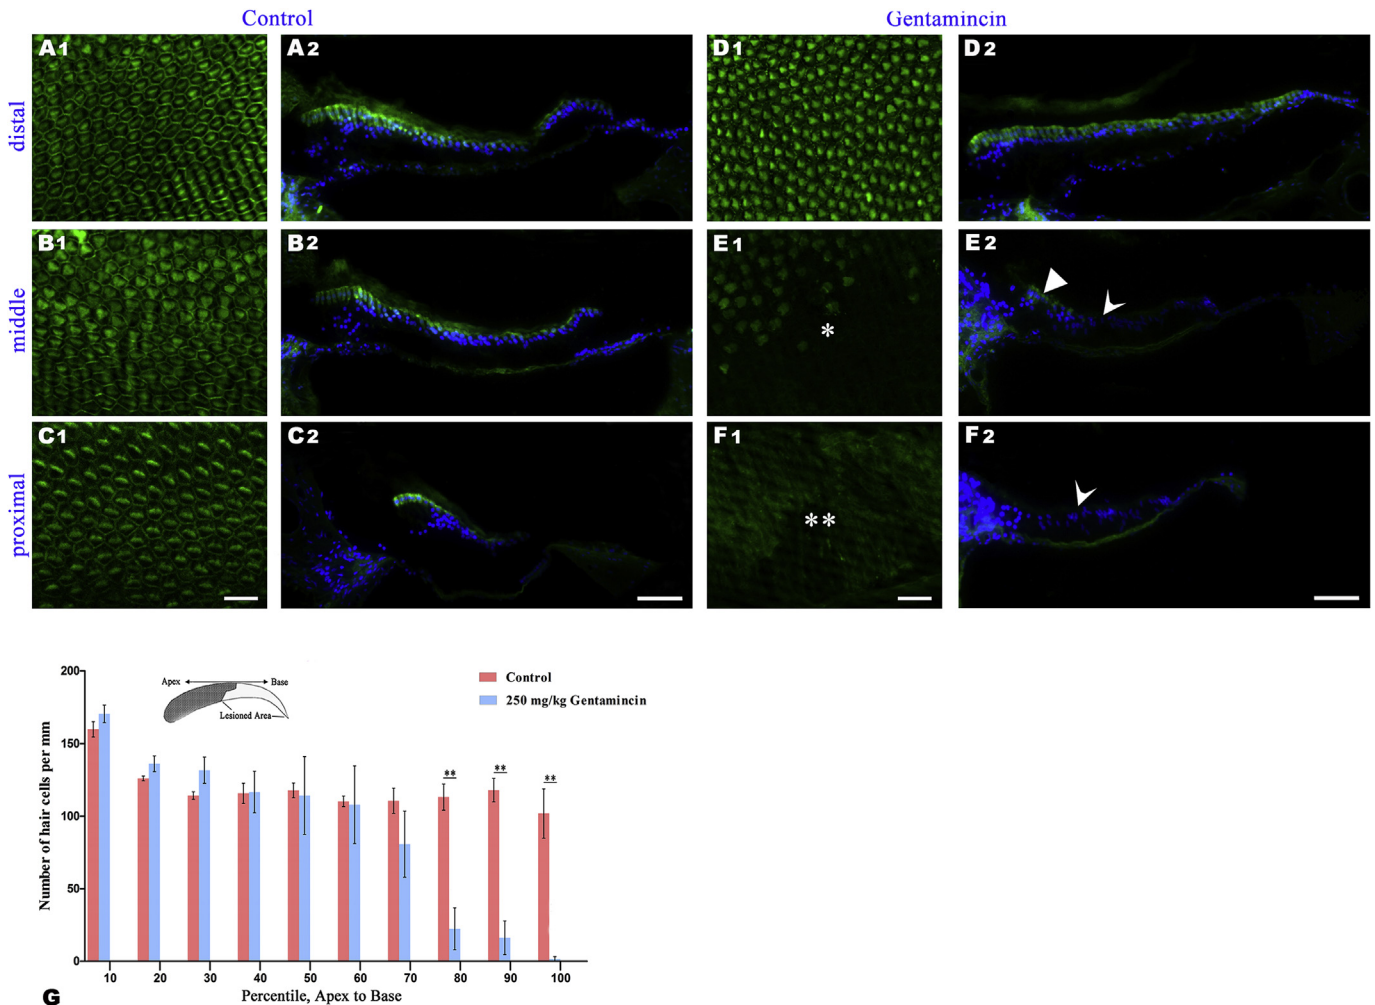 Control
Gentamincin
distal
A1
A2
D1
D2
middle
B1
B2
E1
*
E2
proximal
C1
C2
F1
**
F2
200
150
100
50
0
Number of hair cells per mm
Apex
Base
Lesioned Area
Control
250 mg/kg Gentamincin
**
**
**
10 20 30 40 50 60 70 80 90 100
Percentile, Apex to Base
G